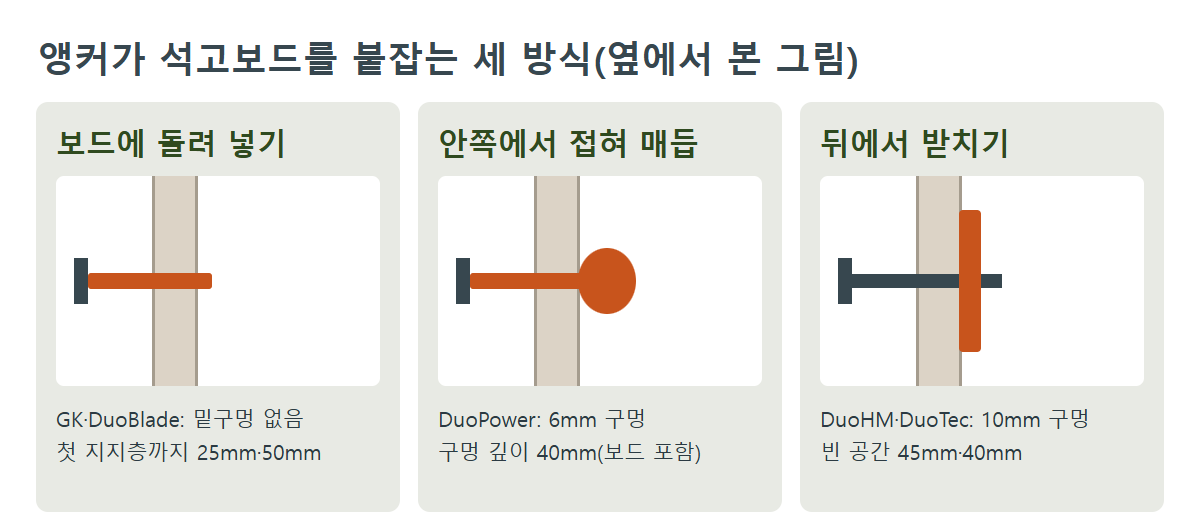 앵커가 석고보드를 붙잡는 세 방식(옆에서 본 그림)
보드에 돌려 넣기
GK·DuoBlade: 밑구멍 없음
첫 지지층까지 25mm·50mm
안쪽에서 접혀 매듭
DuoPower: 6mm 구멍
구멍 깊이 40mm(보드 포함)
뒤에서 받치기
DuoHM·DuoTec: 10mm 구멍
빈 공간 45mm·40mm